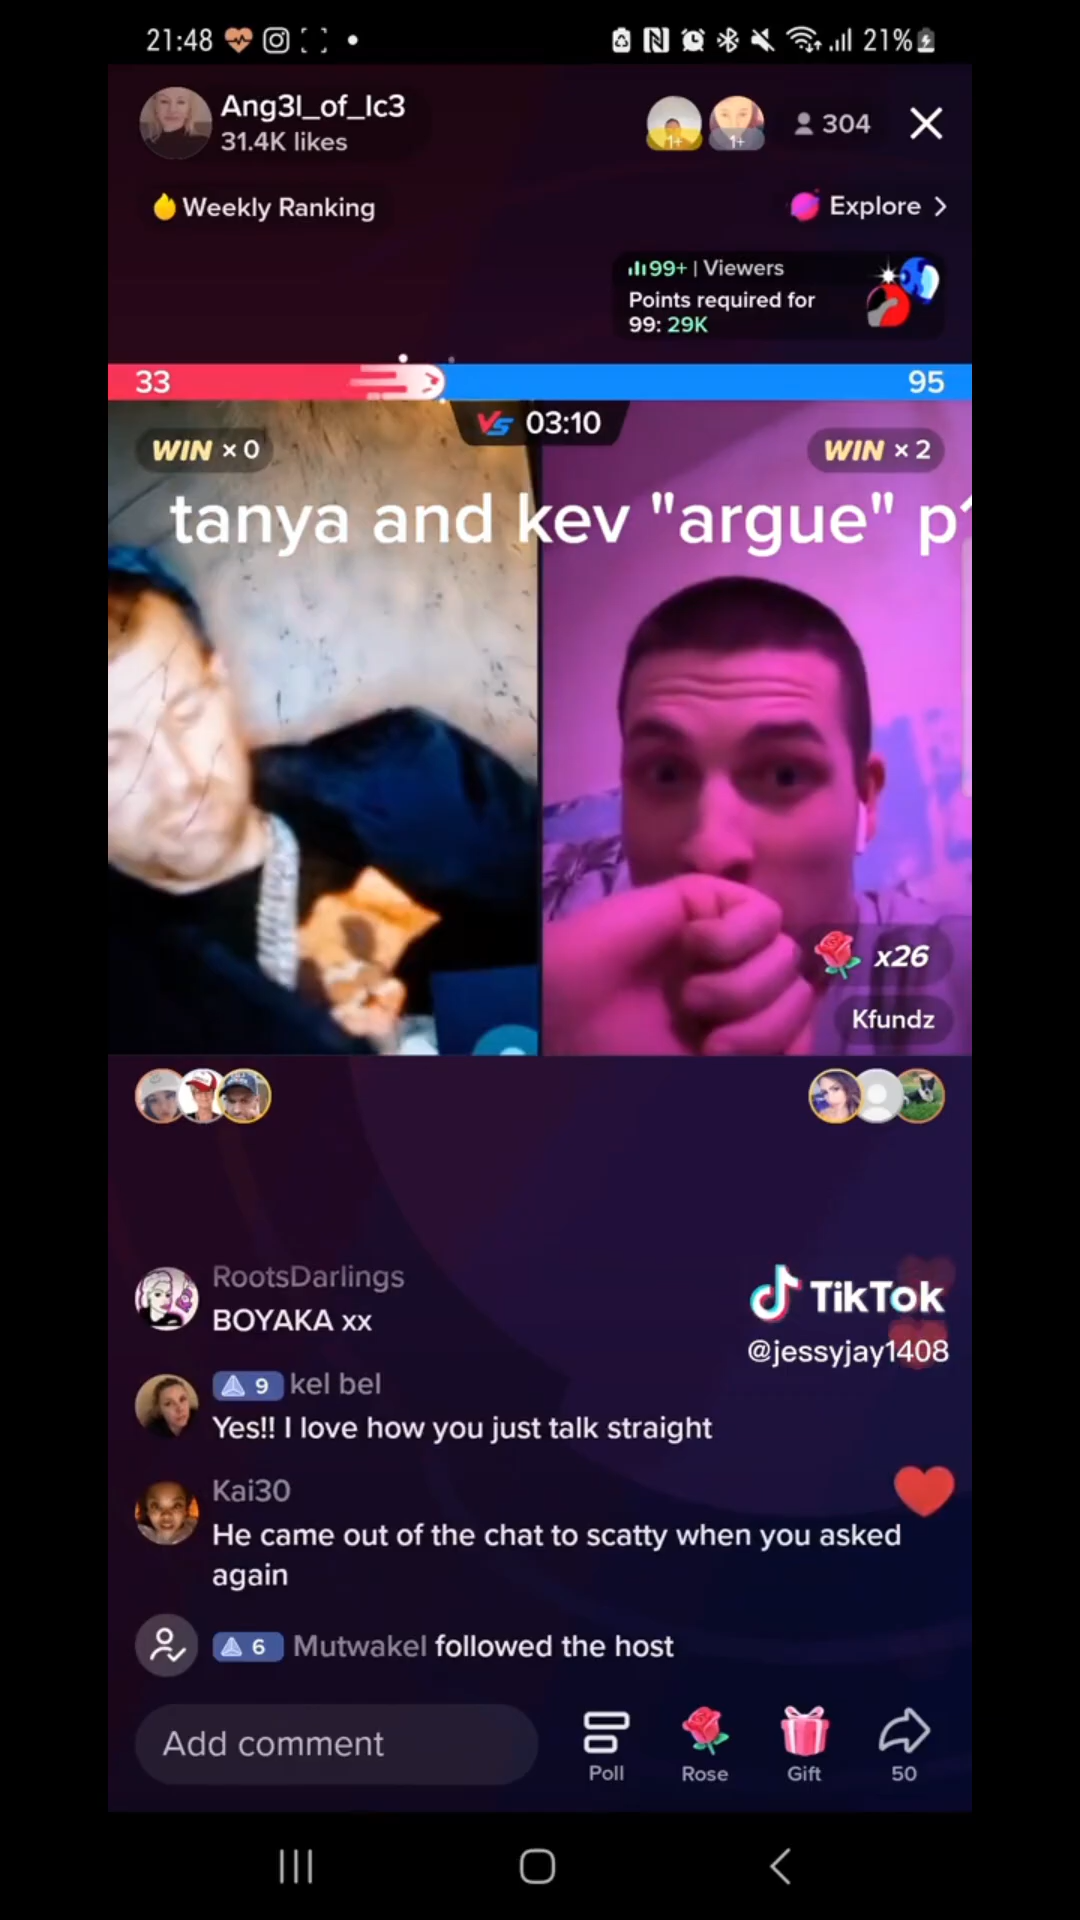 21:48
21%
Ang3l_of_Ic3
31.4K likes
1+
1+
304
Weekly Ranking
Explore
99+ | Viewers
Points required for
99: 29K
33
95
VS 03:10
WIN × 0
WIN × 2
tanya and kev "argue"
x26
Kfundz
RootsDarlings
BOYAKA xx
TikTok
@jessyjay1408
9 kel bel
Yes!! I love how you just talk straight
Kai30
He came out of the chat to scatty when you asked
again
6 Mutwakel followed the host
Add comment
Poll
Rose
Gift
50